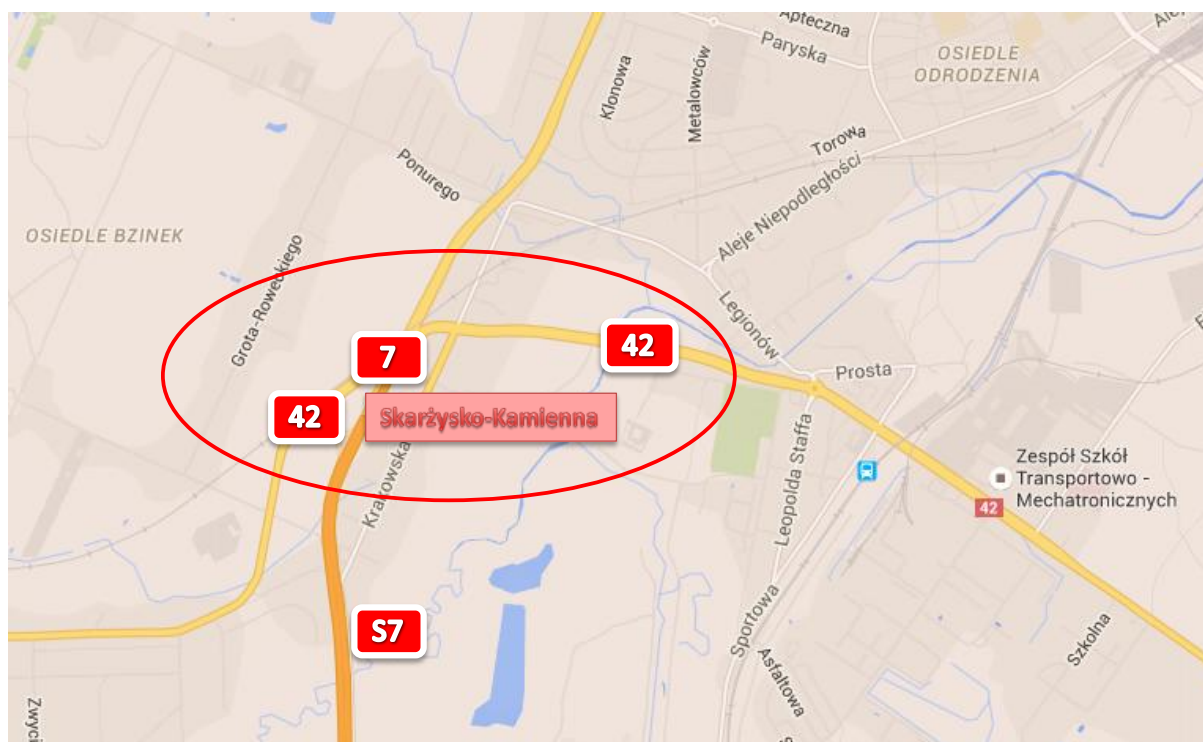 Apteczna
Paryska
OSIEDLE
ODRODZENIA
Klonowa
Metalowców
Torowa
Ponurego
Aleje Niepodległości
OSIEDLE BZINEK
Grota-Roweckiego
Legionów
7
42
Prosta
42
Skarżysko-Kamienna
Krakowska
Leopolda Staffa
Zespół Szkół
Transportowo -
Mechatronicznych
42
S7
Sportowa
Szkolna
Asfaltowa